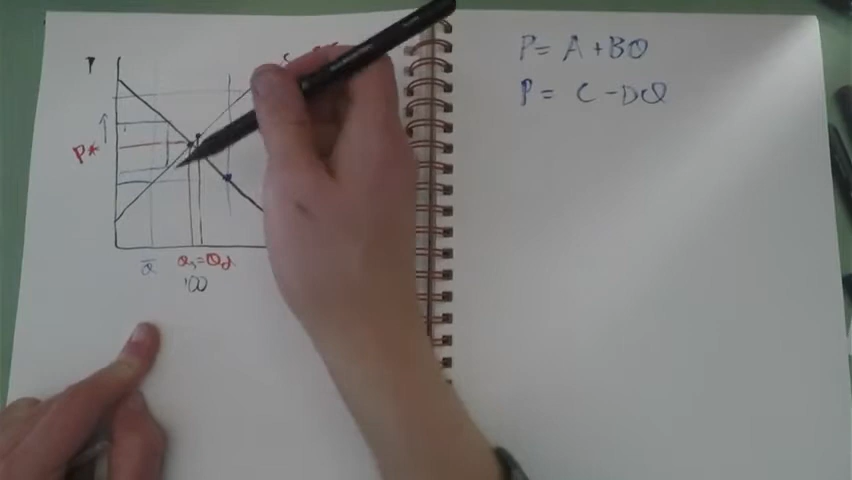 P
P*
Q̄
Qs=Qd
100
P= A+BQ
P= C-DQ